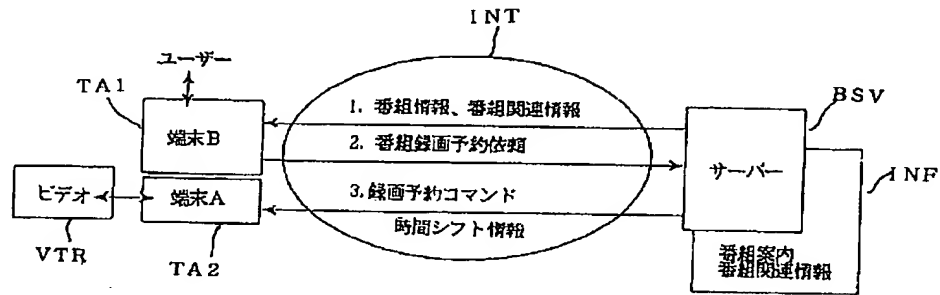 INT
ユーザー
TA1
BSV
1. 番組情報、番組関連情報
端末B
2. 番組録画予約依頼
サーバー
INF
ビデオ
端末A
3.録画予約コマンド
時間シフト情報
VTR
TA2
番組案内
番組関連情報